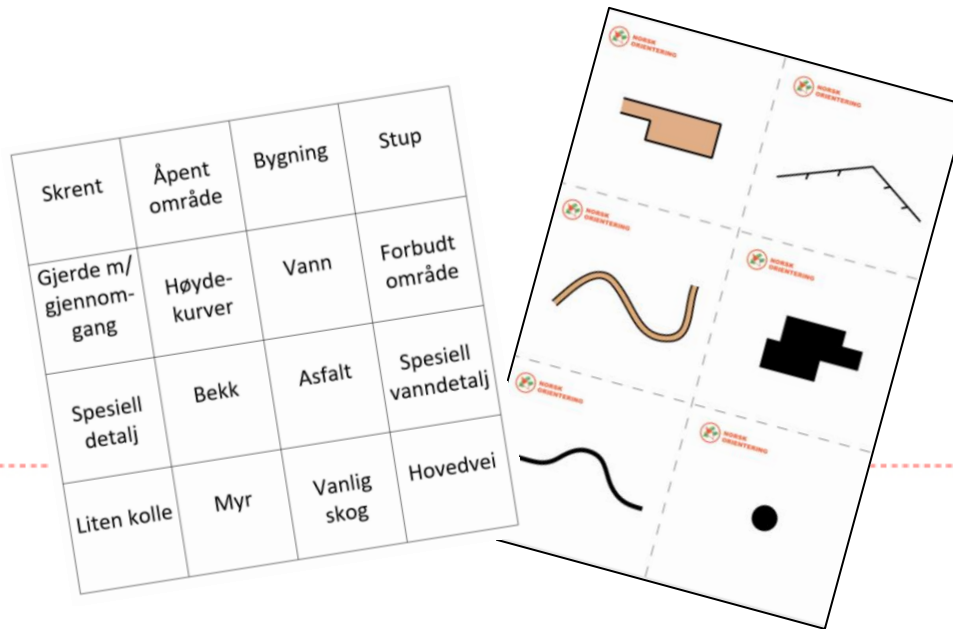 Skrent
Åpent
område
Bygning
Stup
Gjerde m/
gjennom-
gang
Høyde-
kurver
Vann
Forbudt
område
Spesiell
detalj
Bekk
Asfalt
Spesiell
vanndetalj
Liten kolle
Myr
Vanlig
skog
Hovedvei
NORSK
ORIENTERING
NORSK
ORIENTERING
NORSK
ORIENTERING
NORSK
ORIENTERING
NORSK
ORIENTERING
NORSK
ORIENTERING